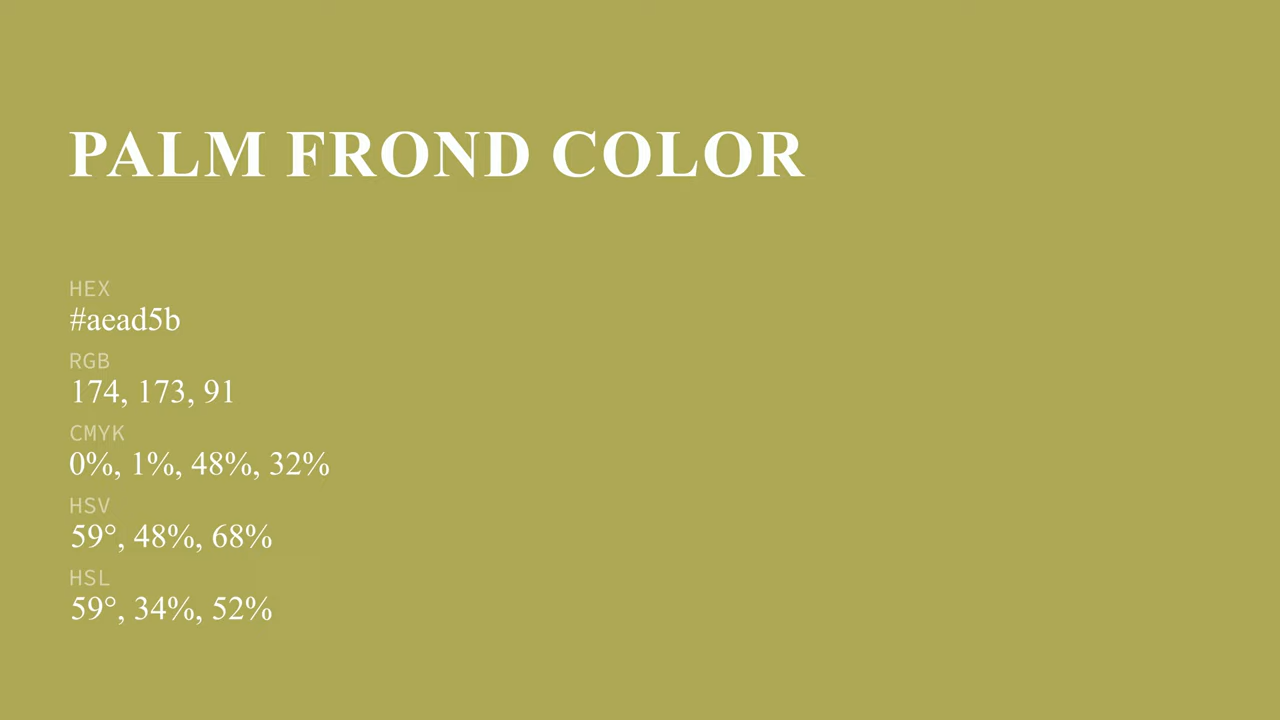 PALM FROND COLOR
HEX
#aead5b
RGB
174, 173, 91
CMYK
0%, 1%, 48%, 32%
HSV
59°, 48%, 68%
HSL
59°, 34%, 52%